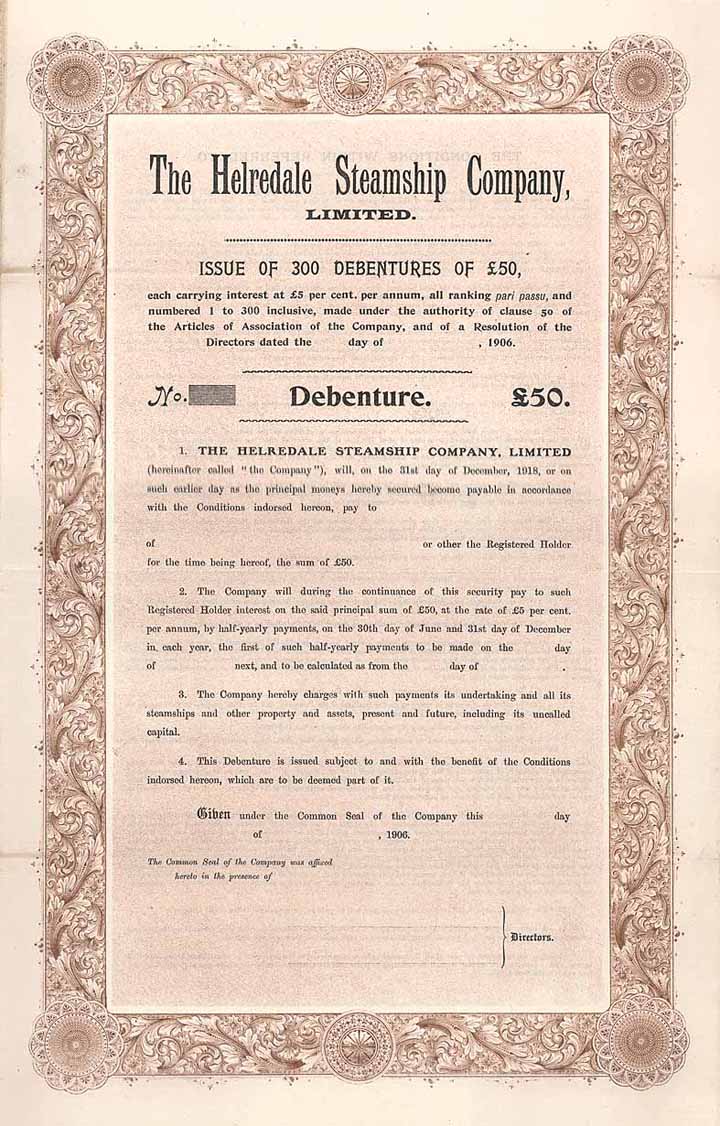 The Helredale Steamship Company,
LIMITED.
ISSUE OF 300 DEBENTURES OF £50,
each carrying interest at £5 per cent. per annum, all ranking pari passu, and
numbered 1 to 300 inclusive, made under the authority of clause 50 of
the Articles of Association of the Company, and of a Resolution of the
Directors dated the day of , 1906.
No. Debenture. £50.
1. THE HELREDALE STEAMSHIP COMPANY, LIMITED
(hereinafter called "the Company"), will, on the 31st day of December, 1918, or on
such earlier day as the principal moneys hereby secured become payable in accordance
with the Conditions indorsed hereon, pay to
of or other the Registered Holder
for the time being hereof, the sum of £50.
2. The Company will during the continuance of this security pay to such
Registered Holder interest on the said principal sum of £50, at the rate of £5 per cent.
per annum, by half-yearly payments, on the 30th day of June and 31st day of December
in each year, the first of such half-yearly payments to be made on the day
of next, and to be calculated as from the day of .
3. The Company hereby charges with such payments its undertaking and all its
steamships and other property and assets, present and future, including its uncalled
capital.
4. This Debenture is issued subject to and with the benefit of the Conditions
indorsed hereon, which are to be deemed part of it.
Given under the Common Seal of the Company this day
of , 1906.
The Common Seal of the Company was affixed
hereto in the presence of
Directors.